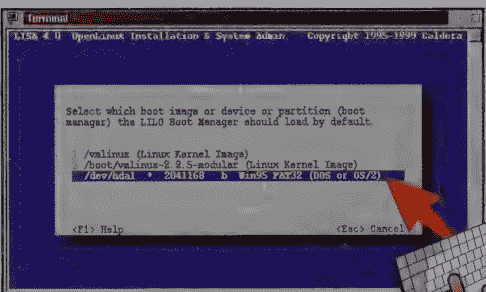 Terminal
LISA 4.0 OpenLinux Installation & System Admin. Copyright 1995-1999 Caldera
Select which boot image or device or partition (boot
manager) the LILO Boot Manager should load by default.
/vmlinux (Linux Kernel Image)
/boot/vmlinuz-2.2.5-modular (Linux Kernel Image)
/dev/hda1 * 2041168 b Win95 FAT32 (DOS or OS/2)
<F1> Help
<Esc> Cancel